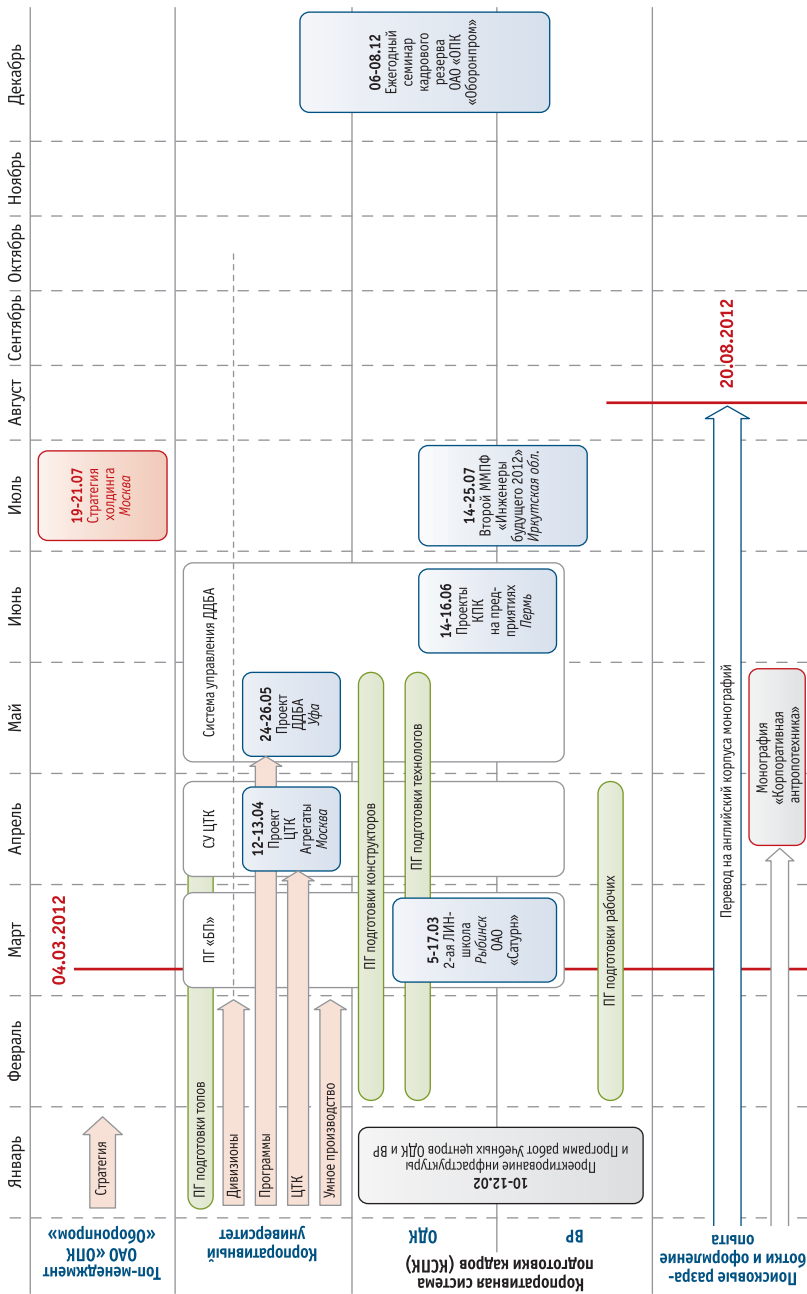 Январь
Февраль
Март
Апрель
Май
Июнь
Июль
Август
Сентябрь
Октябрь
Ноябрь
Декабрь
Топ-менеджмент
ОАО «ОПК
«Оборонпром»
Стратегия
04.03.2012
19-21.07
Стратегия
холдинга
Москва
Корпоративный
университет
ПГ подготовки топов
Дивизионы
Программы
ЦТК
Умное производство
ПГ «БП»
СУ ЦТК
12-13.04
Проект
ЦТК
Агрегаты
Москва
Система управления ДДБА
24-26.05
Проект
ДДБА
Уфа
06-08.12
Ежегодный
семинар
кадрового
резерва
ОАО «ОПК
«Оборонпром»
Корпоративная система
подготовки кадров (КСПК)
ОДК
ВР
10-12.02
Проектирование инфраструктуры
и Программ работ Учебных центров ОДК и ВР
ПГ подготовки конструкторов
ПГ подготовки технологов
5-17.03
2-ая ЛИН-
школа
Рыбинск
ОАО
«Сатурн»
14-16.06
Проекты
КПК
на пред-
приятиях
Пермь
14-25.07
Второй ММПФ
«Инженеры
будущего 2012»
Иркутская обл.
ПГ подготовки рабочих
Поисковые разра-
ботки и оформление
опыта
Перевод на английский корпуса монографий
20.08.2012
Монография
«Корпоративная
антропотехника»